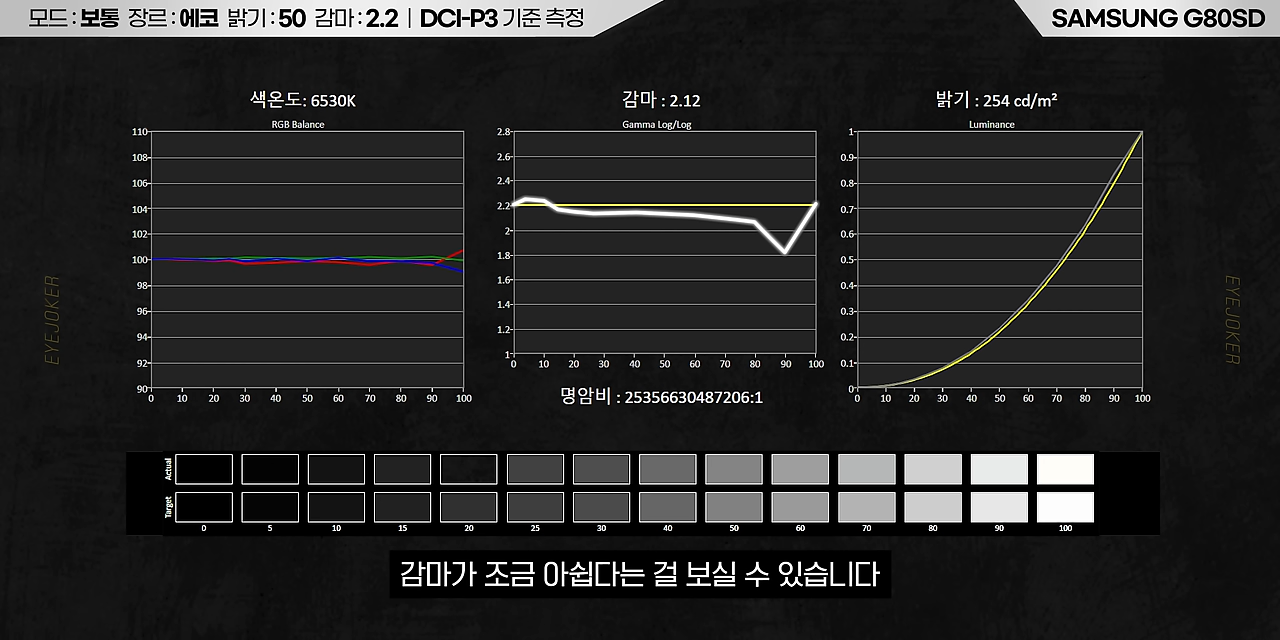 모드 : 보통 장르 : 에코 밝기 : 50 감마 : 2.2 | DCI-P3 기준 측정
SAMSUNG G80SD
색온도: 6530K
감마 : 2.12
밝기 : 254 cd/m²
RGB Balance
Gamma Log/Log
Luminance
110
108
106
104
102
100
98
96
94
92
90
0 10 20 30 40 50 60 70 80 90 100
2.8
2.6
2.4
2.2
2
1.8
1.6
1.4
1.2
1
0 10 20 30 40 50 60 70 80 90 100
1
0.9
0.8
0.7
0.6
0.5
0.4
0.3
0.2
0.1
0
0 10 20 30 40 50 60 70 80 90 100
명암비 : 25356630487206:1
EYEJOKER
EYEJOKER
Actual
Target
0 5 10 15 20 25 30 40 50 60 70 80 90 100
감마가 조금 아쉽다는 걸 보실 수 있습니다